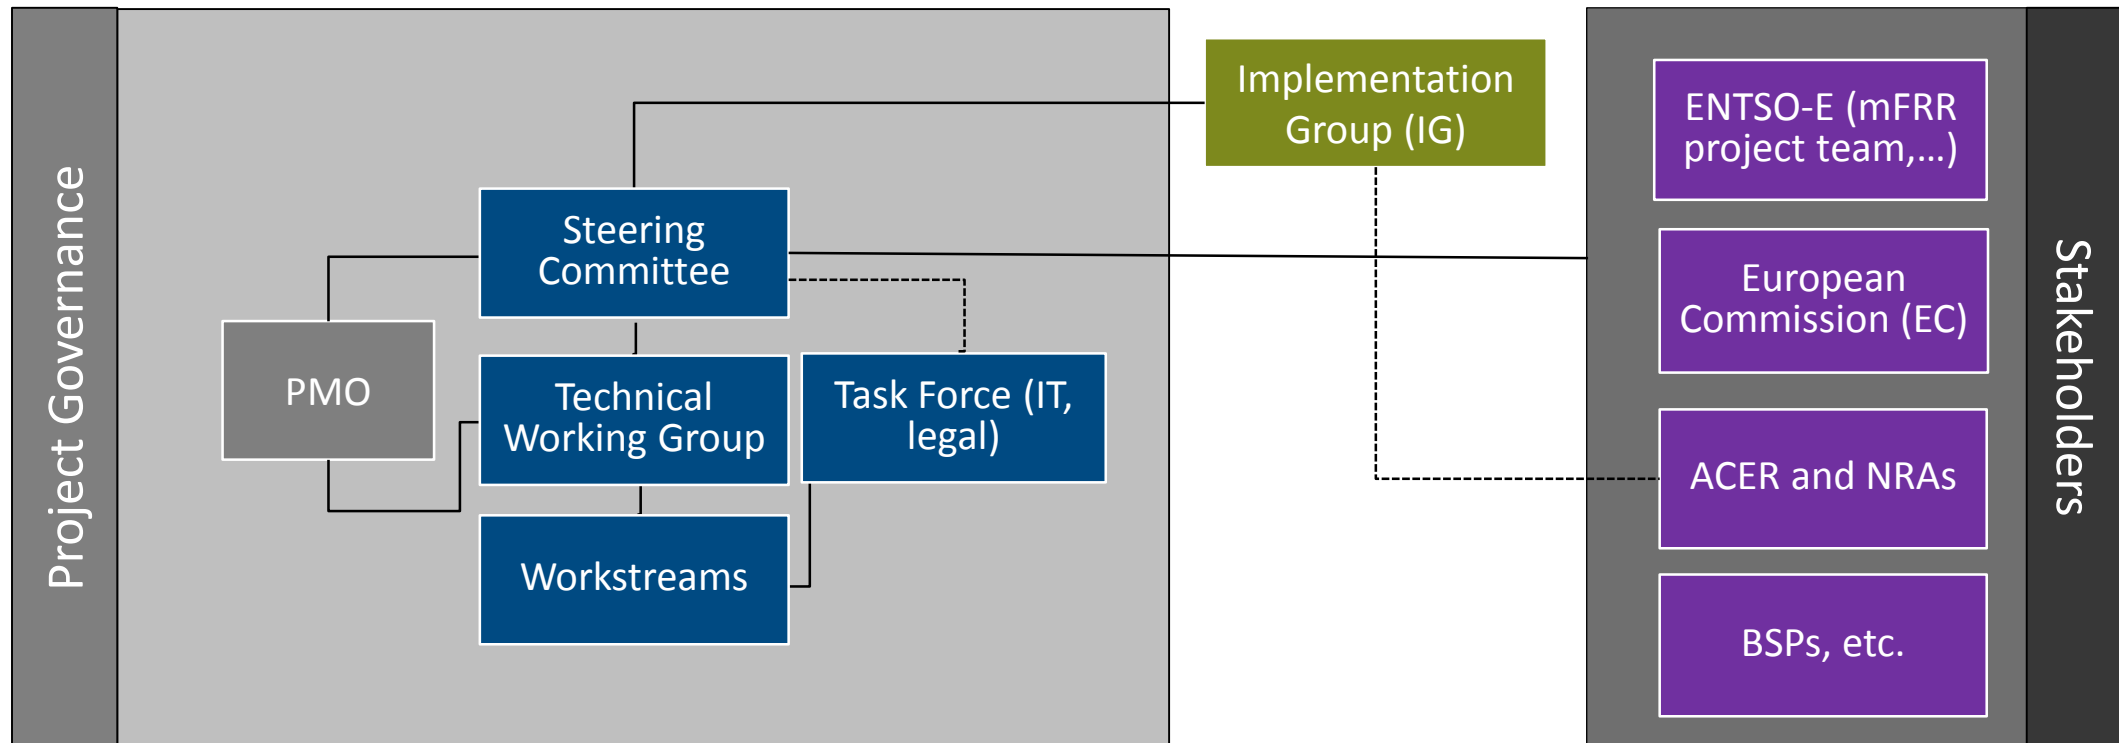 Project Governance
Implementation
Group (IG)
Steering
Committee
PMO
Technical
Working Group
Task Force (IT,
legal)
Workstreams
ENTSO-E (mFRR
project team,...)
European
Commission (EC)
ACER and NRAs
BSPs, etc.
Stakeholders